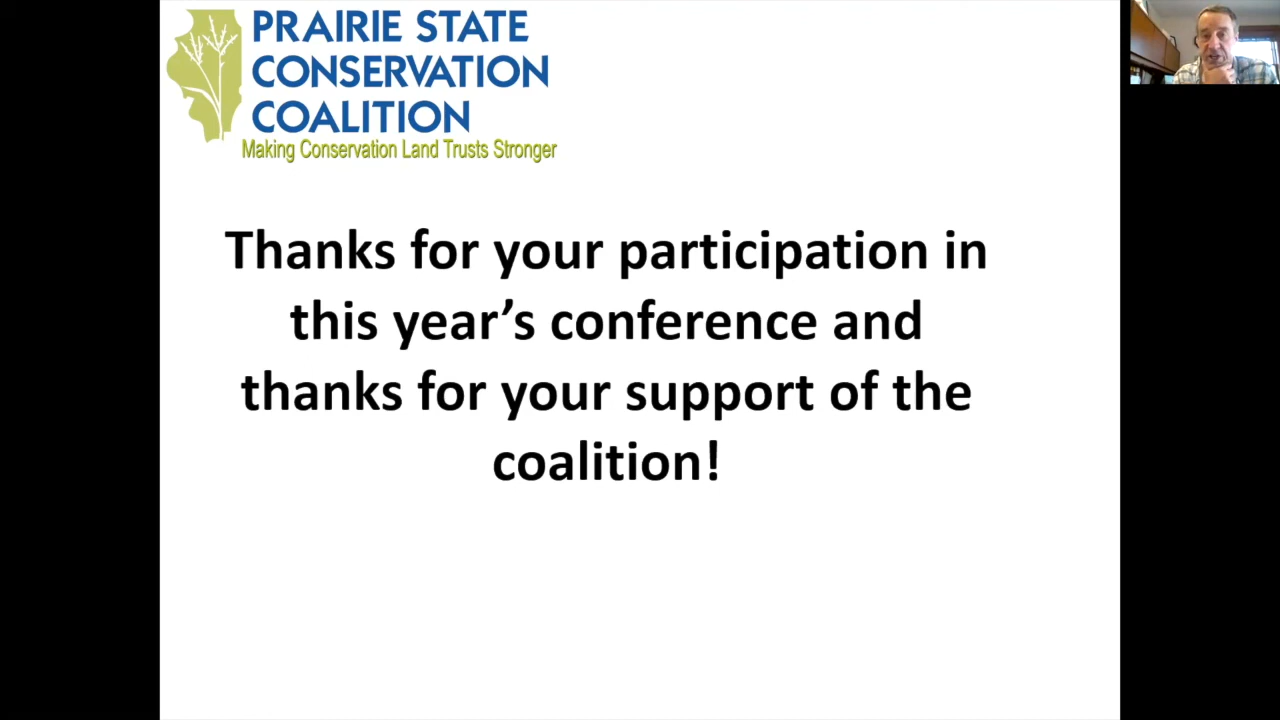 PRAIRIE STATE
CONSERVATION
COALITION
Making Conservation Land Trusts Stronger
Thanks for your participation in
this year’s conference and
thanks for your support of the
coalition!